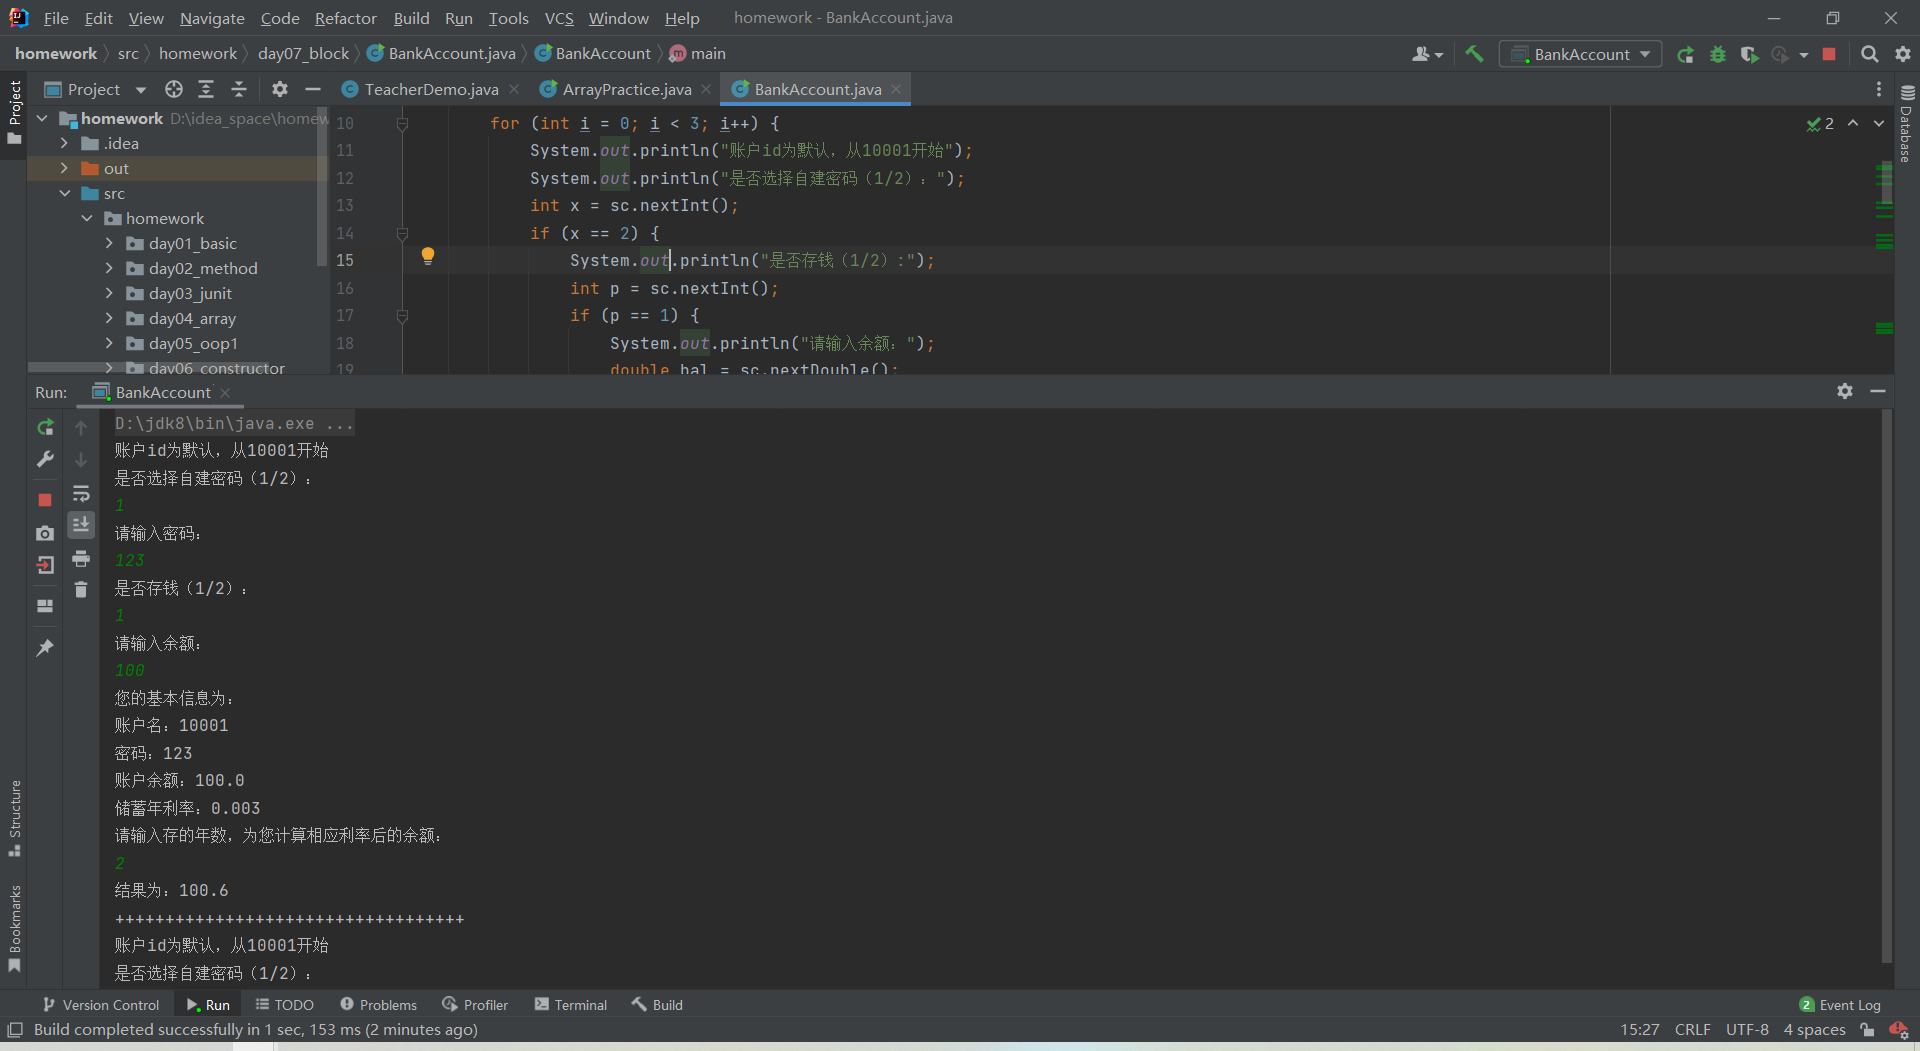 File Edit View Navigate Code Refactor Build Run Tools VCS Window Help homework - BankAccount.java
homework src homework day07_block BankAccount.java BankAccount main BankAccount
Project TeacherDemo.java ArrayPractice.java BankAccount.java
Project
Database
Structure
Bookmarks
homework D:\idea_space\homew
.idea
out
src
homework
day01_basic
day02_method
day03_junit
day04_array
day05_oop1
day06_constructor
10 for (int i = 0; i < 3; i++) {
11 System.out.println("账户id为默认，从10001开始");
12 System.out.println("是否选择自建密码（1/2）：");
13 int x = sc.nextInt();
14 if (x == 2) {
15 System.out.println("是否存钱（1/2）:");
16 int p = sc.nextInt();
17 if (p == 1) {
18 System.out.println("请输入余额：");
19 double bal = sc.nextDouble();
2
Run: BankAccount
D:\jdk8\bin\java.exe ...
账户id为默认，从10001开始
是否选择自建密码（1/2）：
1
请输入密码：
123
是否存钱（1/2）：
1
请输入余额：
100
您的基本信息为：
账户名：10001
密码：123
账户余额：100.0
储蓄年利率：0.003
请输入存的年数，为您计算相应利率后的余额：
2
结果为：100.6
+++++++++++++++++++++++++++++++++++
账户id为默认，从10001开始
是否选择自建密码（1/2）：
Version Control Run TODO Problems Profiler Terminal Build 2 Event Log
Build completed successfully in 1 sec, 153 ms (2 minutes ago) 15:27 CRLF UTF-8 4 spaces